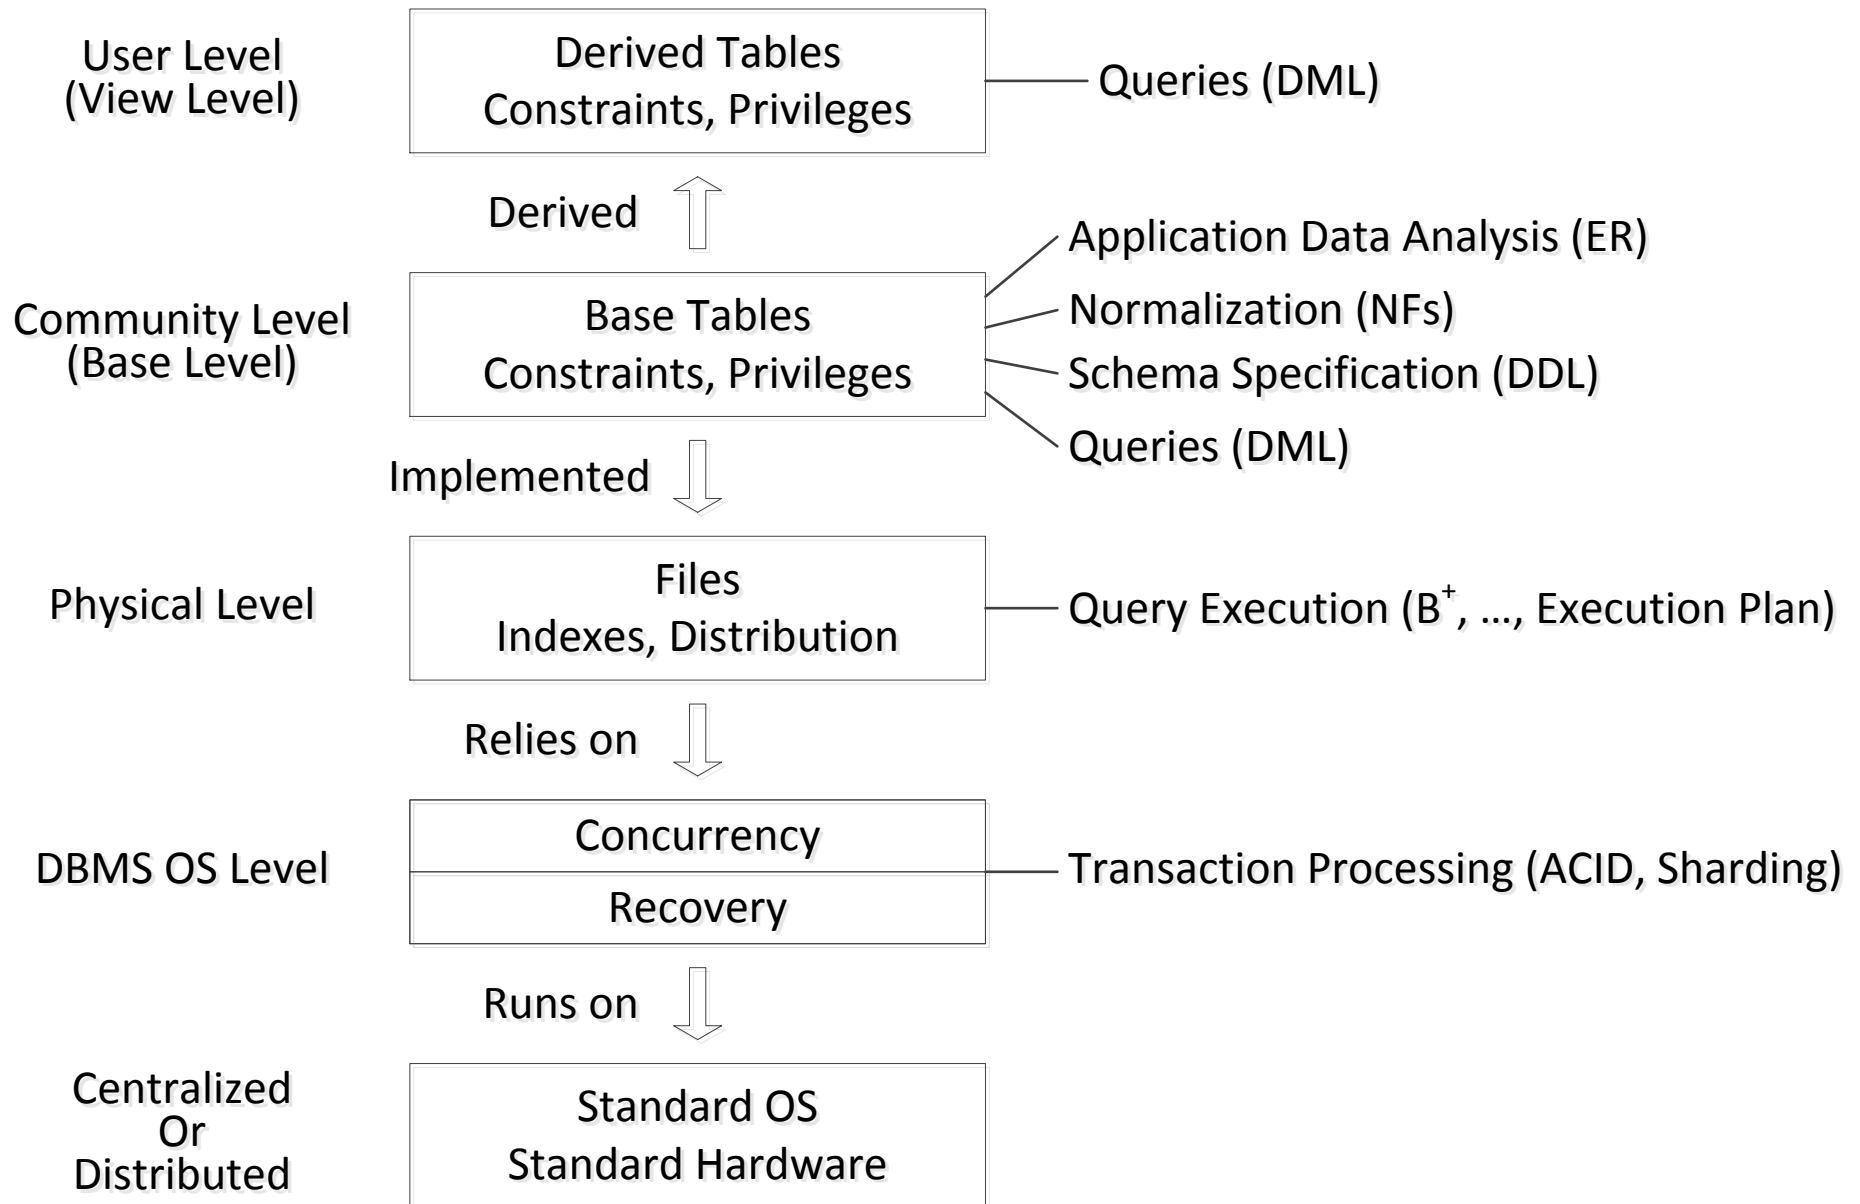 User Level
(View Level)
Derived Tables
Constraints, Privileges
Queries (DML)
Derived
Community Level
(Base Level)
Base Tables
Constraints, Privileges
Application Data Analysis (ER)
Normalization (NFs)
Schema Specification (DDL)
Queries (DML)
Implemented
Physical Level
Files
Indexes, Distribution
Query Execution (B⁺, ..., Execution Plan)
Relies on
DBMS OS Level
Concurrency
Recovery
Transaction Processing (ACID, Sharding)
Runs on
Centralized
Or
Distributed
Standard OS
Standard Hardware